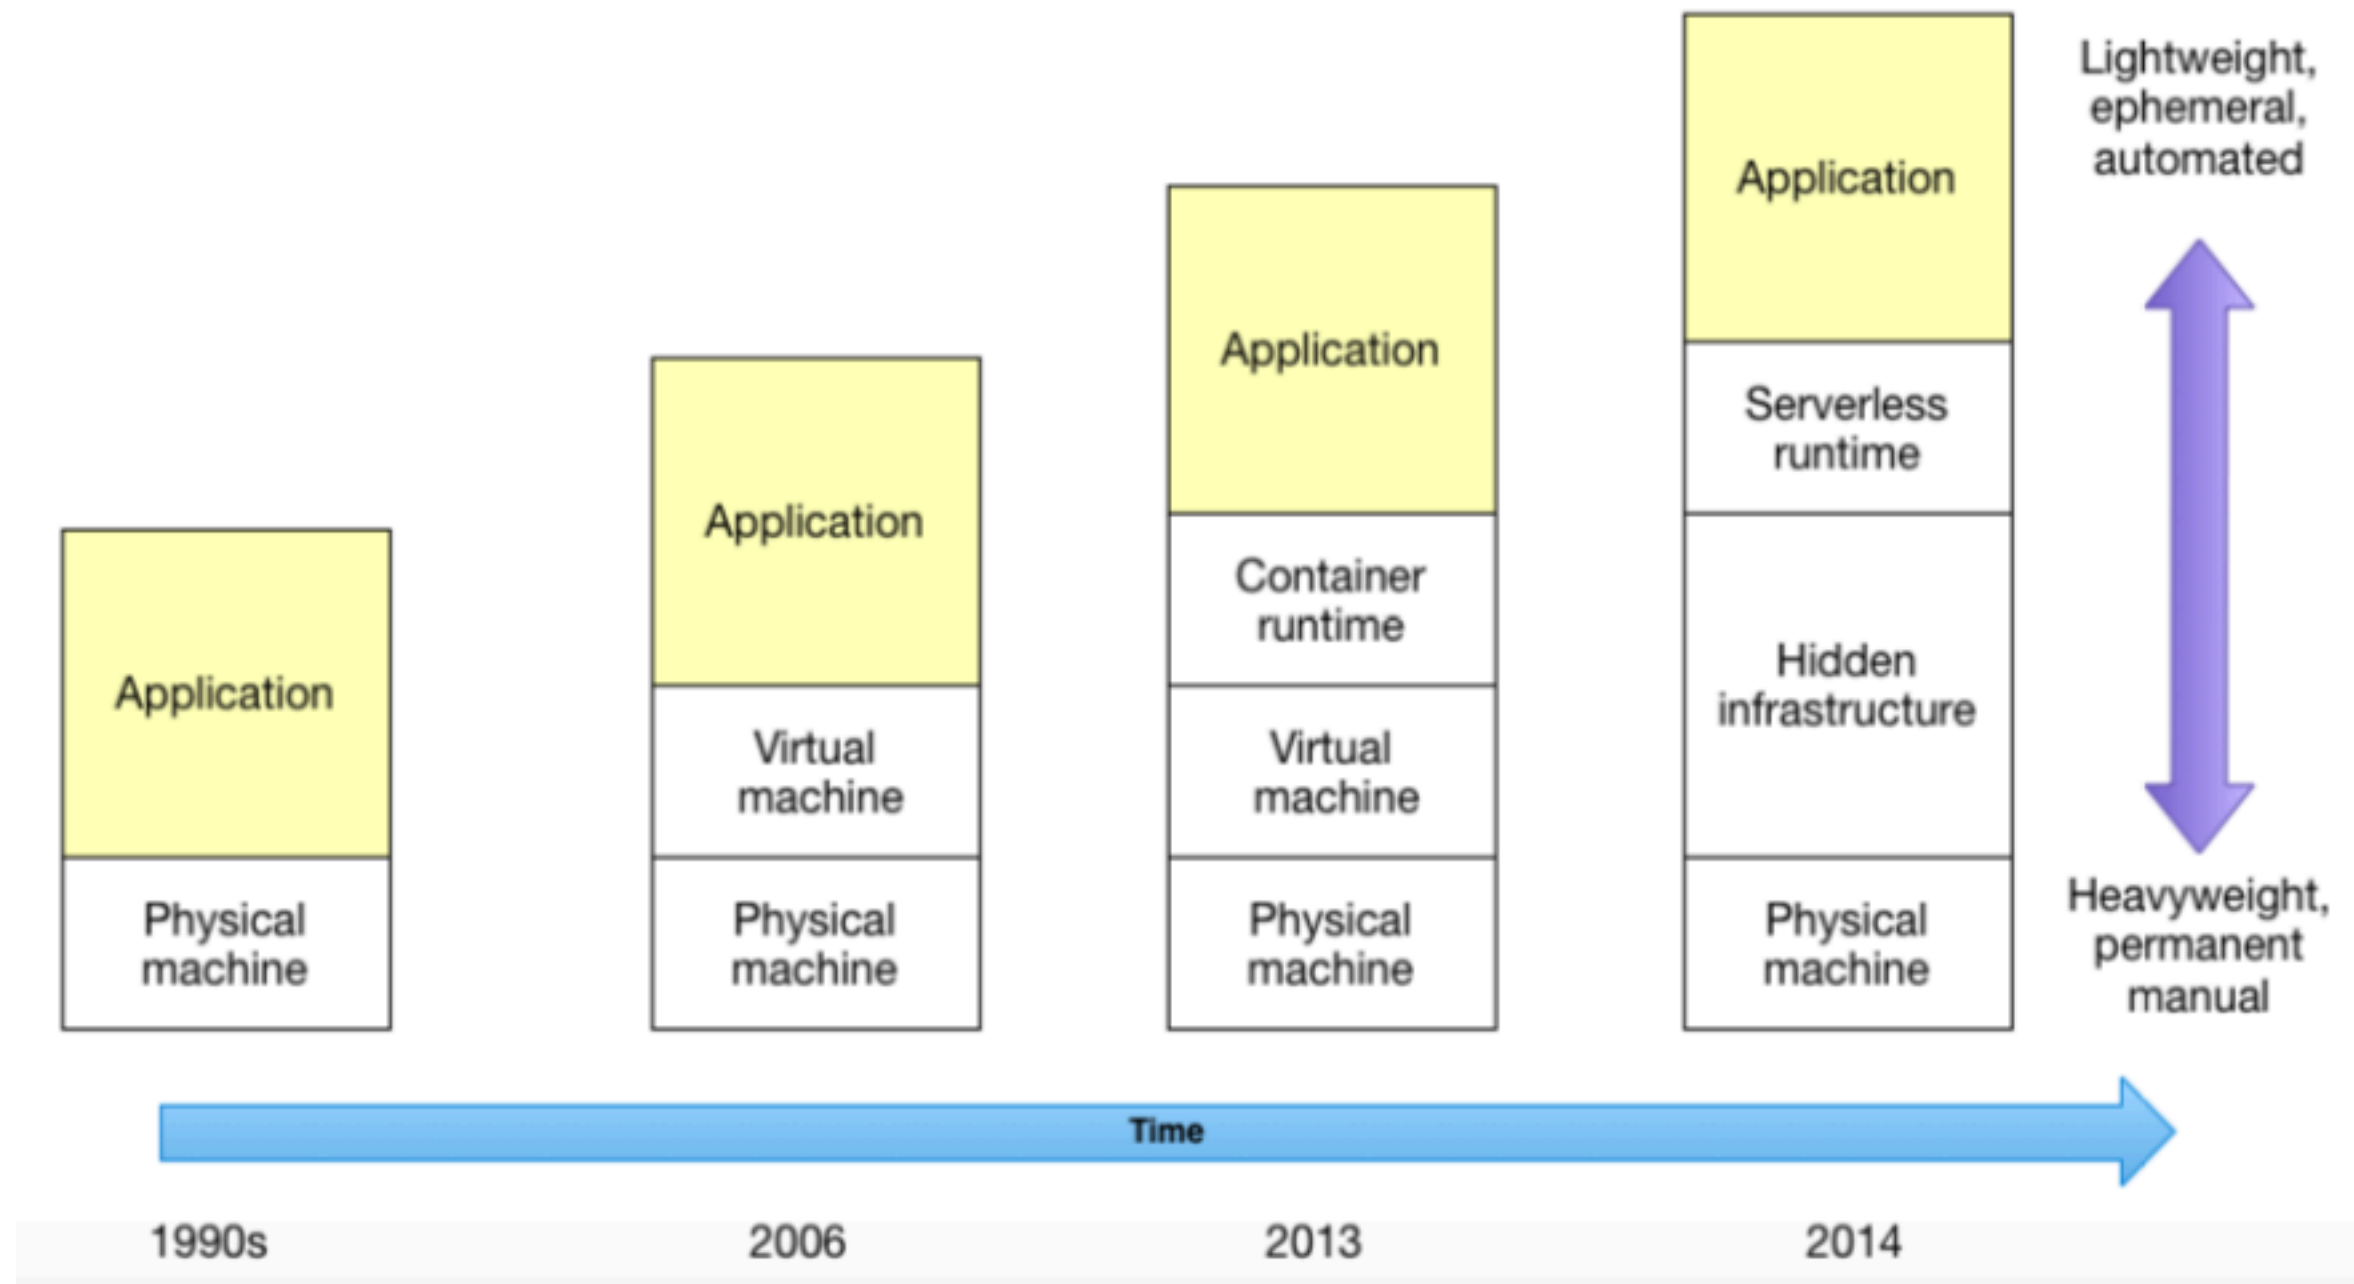 Application
Physical
machine
Application
Virtual
machine
Physical
machine
Application
Container
runtime
Virtual
machine
Physical
machine
Application
Serverless
runtime
Hidden
infrastructure
Physical
machine
Lightweight,
ephemeral,
automated
Heavyweight,
permanent
manual
Time
1990s
2006
2013
2014